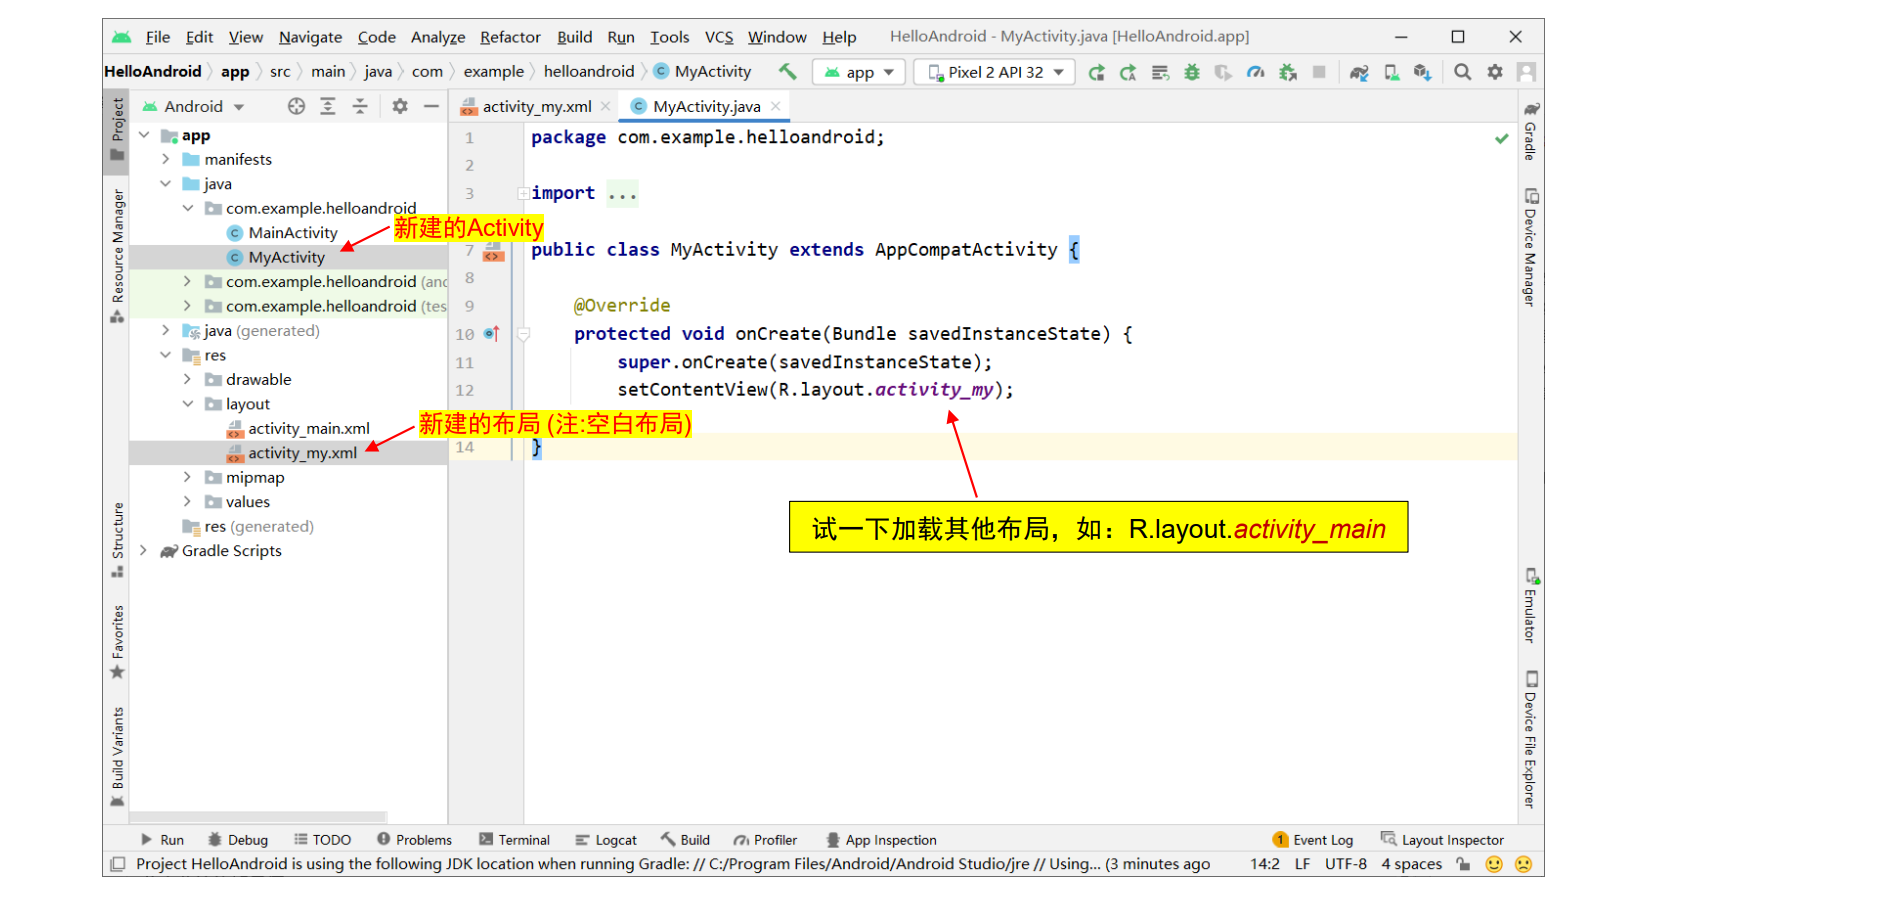 File Edit View Navigate Code Analyze Refactor Build Run Tools VCS Window Help HelloAndroid - MyActivity.java [HelloAndroid.app]
HelloAndroid app src main java com example helloandroid MyActivity app Pixel 2 API 32
Project
Resource Manager
Structure
Favorites
Build Variants
Android
app
manifests
java
com.example.helloandroid
MainActivity
MyActivity
com.example.helloandroid (and
com.example.helloandroid (tes
java (generated)
res
drawable
layout
activity_main.xml
activity_my.xml
mipmap
values
res (generated)
Gradle Scripts
新建的Activity
新建的布局 (注:空白布局)
activity_my.xml MyActivity.java
1 package com.example.helloandroid;
2
3 import ...
7 public class MyActivity extends AppCompatActivity {
8
9 @Override
10 protected void onCreate(Bundle savedInstanceState) {
11 super.onCreate(savedInstanceState);
12 setContentView(R.layout.activity_my);
14 }
试一下加载其他布局，如：R.layout.activity_main
Gradle
Device Manager
Emulator
Device File Explorer
Run Debug TODO Problems Terminal Logcat Build Profiler App Inspection 1 Event Log Layout Inspector
Project HelloAndroid is using the following JDK location when running Gradle: // C:/Program Files/Android/Android Studio/jre // Using... (3 minutes ago 14:2 LF UTF-8 4 spaces